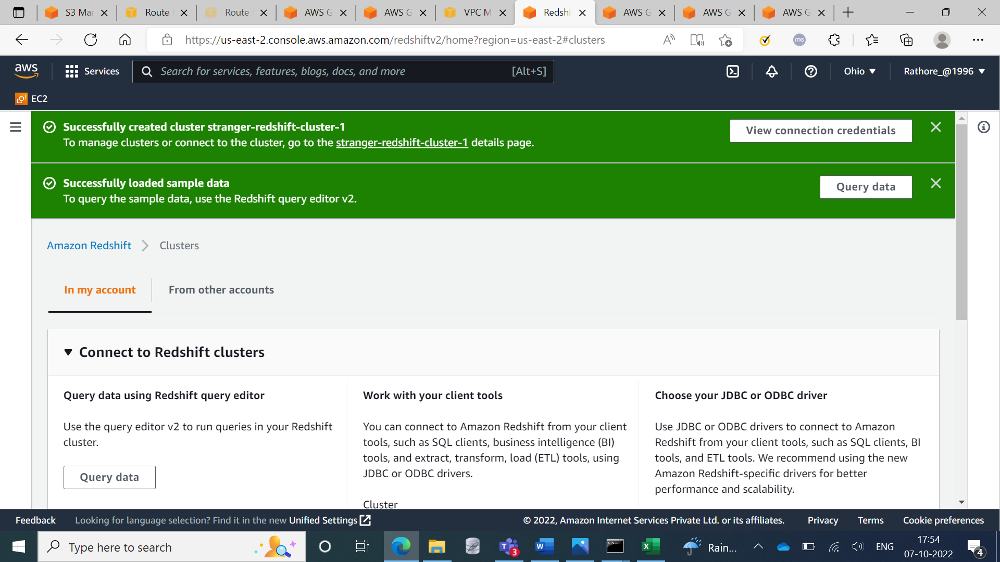 S3 Mar
Route
Route
AWS G
AWS G
VPC M
Redshi
AWS G
AWS G
AWS G
https://us-east-2.console.aws.amazon.com/redshiftv2/home?region=us-east-2#clusters
me
aws
Services
Search for services, features, blogs, docs, and more
[Alt+S]
Ohio
Rathore_@1996
EC2
Successfully created cluster stranger-redshift-cluster-1
To manage clusters or connect to the cluster, go to the stranger-redshift-cluster-1 details page.
View connection credentials
Successfully loaded sample data
To query the sample data, use the Redshift query editor v2.
Query data
Amazon Redshift
Clusters
In my account
From other accounts
Connect to Redshift clusters
Query data using Redshift query editor
Use the query editor v2 to run queries in your Redshift
cluster.
Query data
Work with your client tools
You can connect to Amazon Redshift from your client
tools, such as SQL clients, business intelligence (BI)
tools, and extract, transform, load (ETL) tools, using
JDBC or ODBC drivers.
Cluster
Choose your JDBC or ODBC driver
Use JDBC or ODBC drivers to connect to Amazon
Redshift from your client tools, such as SQL clients, BI
tools, and ETL tools. We recommend using the new
Amazon Redshift-specific drivers for better
performance and scalability.
Feedback
Looking for language selection? Find it in the new Unified Settings
© 2022, Amazon Internet Services Private Ltd. or its affiliates.
Privacy
Terms
Cookie preferences
Type here to search
3
Rain...
ENG
17:54
07-10-2022
4